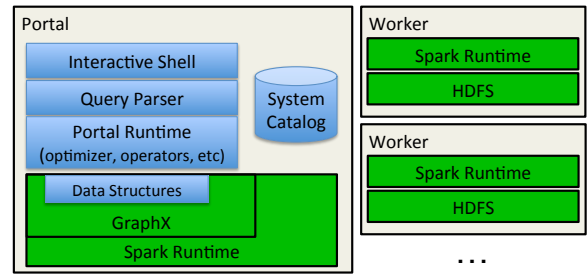 Portal
Interactive Shell
Query Parser
Portal Runtime
(optimizer, operators, etc)
System
Catalog
Data Structures
GraphX
Spark Runtime
Worker
Spark Runtime
HDFS
Worker
Spark Runtime
HDFS
...